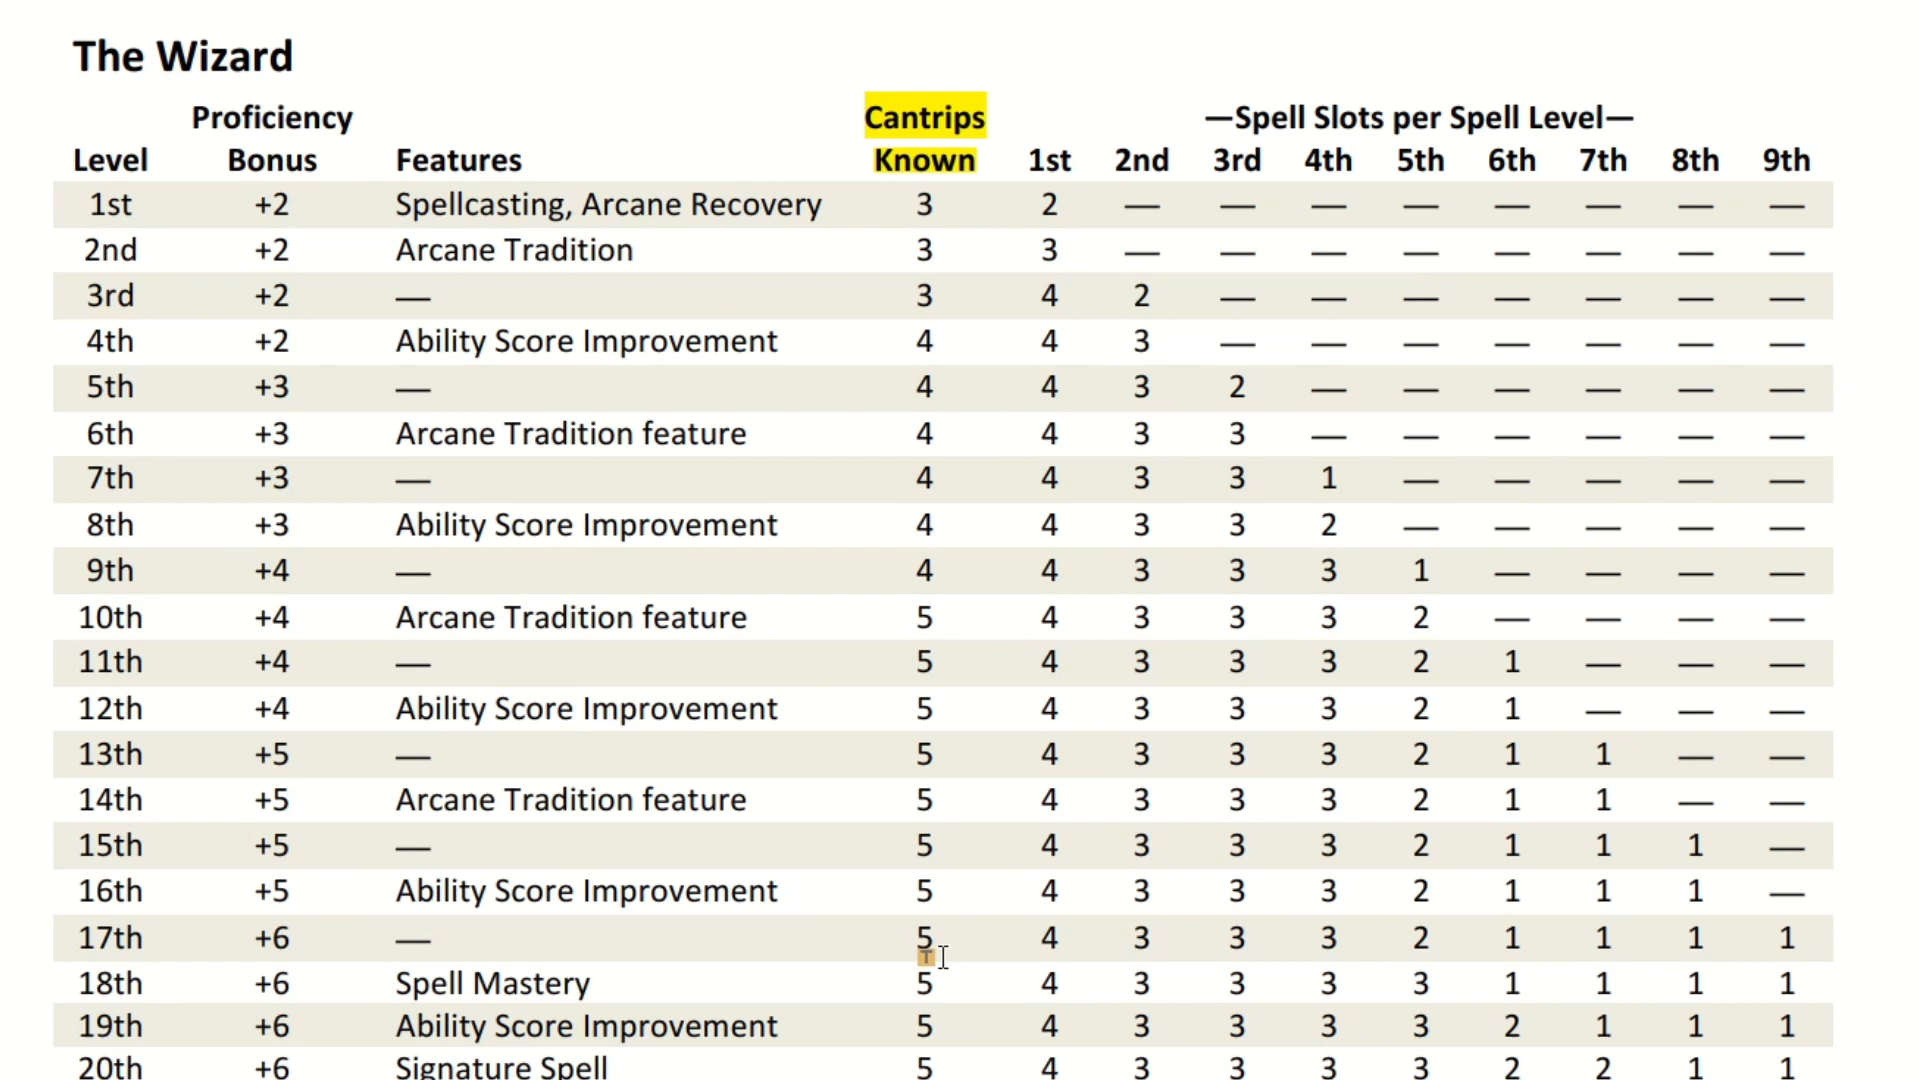 The Wizard
Proficiency Cantrips —Spell Slots per Spell Level—
Level Bonus Features Known 1st 2nd 3rd 4th 5th 6th 7th 8th 9th
1st +2 Spellcasting, Arcane Recovery 3 2 — — — — — — — —
2nd +2 Arcane Tradition 3 3 — — — — — — — —
3rd +2 — 3 4 2 — — — — — — —
4th +2 Ability Score Improvement 4 4 3 — — — — — — —
5th +3 — 4 4 3 2 — — — — — —
6th +3 Arcane Tradition feature 4 4 3 3 — — — — — —
7th +3 — 4 4 3 3 1 — — — — —
8th +3 Ability Score Improvement 4 4 3 3 2 — — — — —
9th +4 — 4 4 3 3 3 1 — — — —
10th +4 Arcane Tradition feature 5 4 3 3 3 2 — — — —
11th +4 — 5 4 3 3 3 2 1 — — —
12th +4 Ability Score Improvement 5 4 3 3 3 2 1 — — —
13th +5 — 5 4 3 3 3 2 1 1 — —
14th +5 Arcane Tradition feature 5 4 3 3 3 2 1 1 — —
15th +5 — 5 4 3 3 3 2 1 1 1 —
16th +5 Ability Score Improvement 5 4 3 3 3 2 1 1 1 —
17th +6 — 5 4 3 3 3 2 1 1 1 1
T
18th +6 Spell Mastery 5 4 3 3 3 3 1 1 1 1
19th +6 Ability Score Improvement 5 4 3 3 3 3 2 1 1 1
20th +6 Signature Spell 5 4 3 3 3 3 2 2 1 1